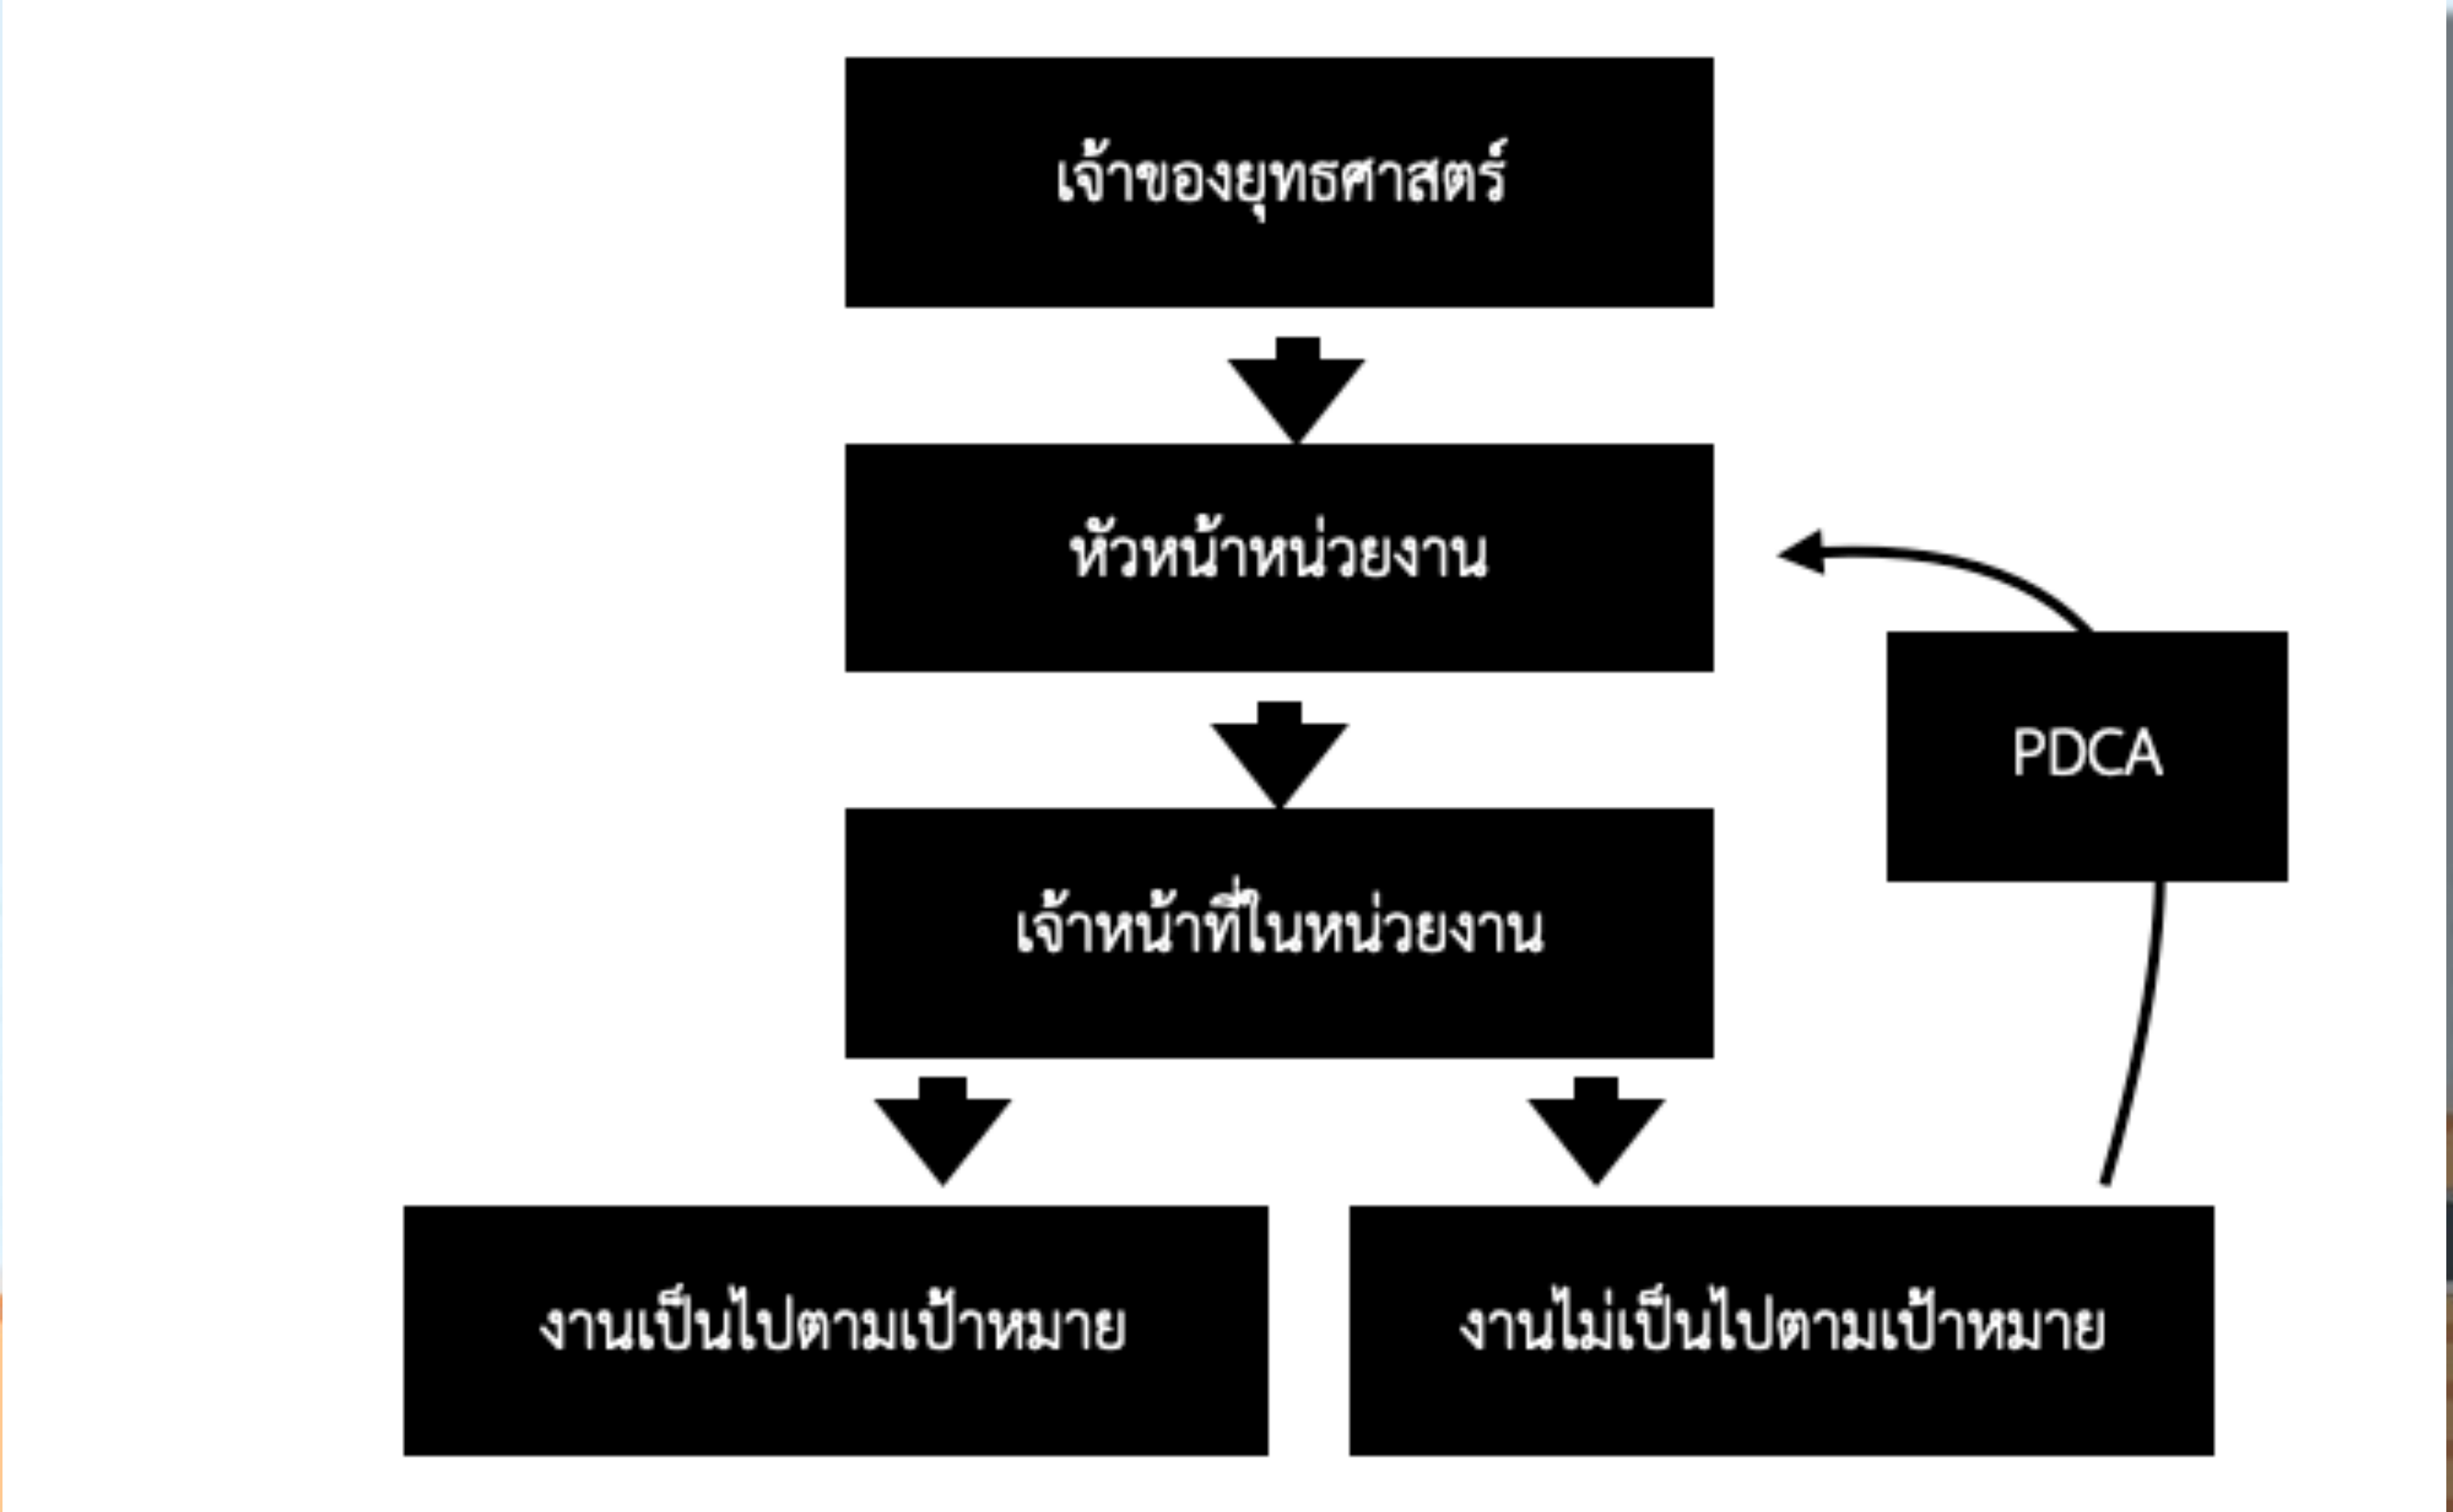 เจ้าของยุทธศาสตร์
หัวหน้าหน่วยงาน
PDCA
เจ้าหน้าที่ในหน่วยงาน
งานเป็นไปตามเป้าหมาย
งานไม่เป็นไปตามเป้าหมาย